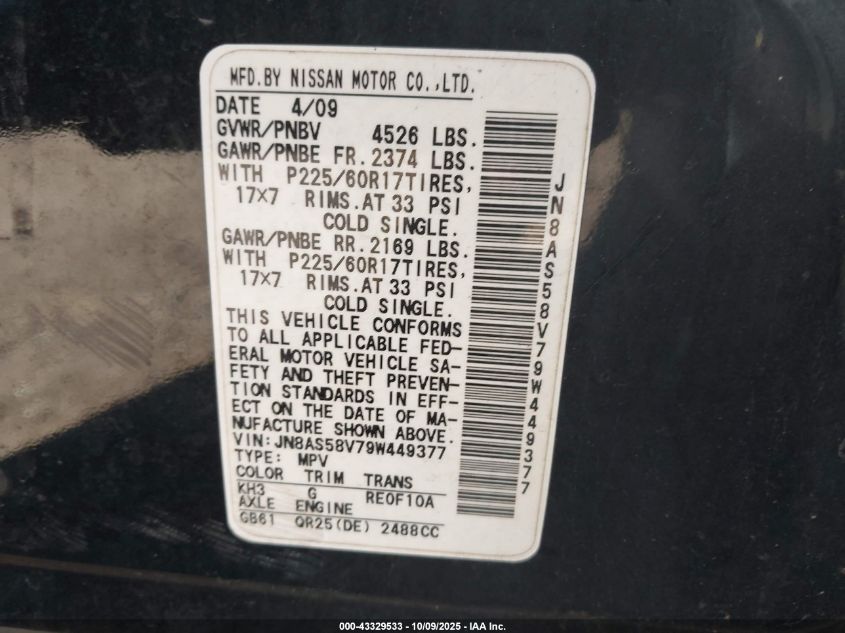 MFD.BY NISSAN MOTOR CO.,LTD.
DATE 4/09
GVWR/PNBV 4526 LBS.
GAWR/PNBE FR.2374 LBS.
WITH P225/60R17TIRES,
17X7 RIMS.AT 33 PSI
COLD SINGLE.
GAWR/PNBE RR.2169 LBS.
WITH P225/60R17TIRES,
17X7 RIMS.AT 33 PSI
COLD SINGLE.
THIS VEHICLE CONFORMS
TO ALL APPLICABLE FED-
ERAL MOTOR VEHICLE SA-
FETY AND THEFT PREVEN-
TION STANDARDS IN EFF-
ECT ON THE DATE OF MA-
NUFACTURE SHOWN ABOVE.
VIN:JN8AS58V79W449377
TYPE: MPV
COLOR TRIM TRANS
KH3 G RE0F10A
AXLE ENGINE
GB61 QR25(DE) 2488CC
JN8AS58V79W449377
000-43329533 - 10/09/2025 - IAA Inc.